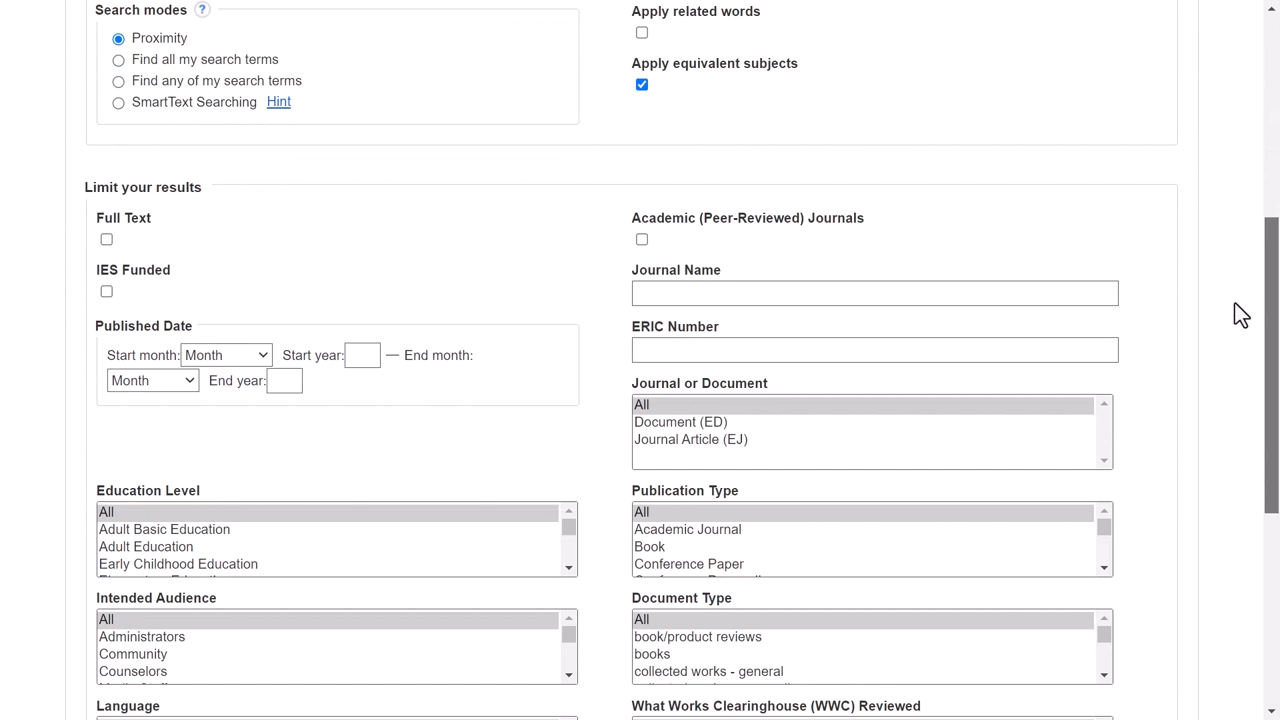 Search modes ?
Proximity
Find all my search terms
Find any of my search terms
SmartText Searching Hint
Apply related words
Apply equivalent subjects
Limit your results
Full Text
Academic (Peer-Reviewed) Journals
IES Funded
Journal Name
Published Date
Start month: Month Start year: — End month:
Month End year:
ERIC Number
Journal or Document
All
Document (ED)
Journal Article (EJ)
Education Level
All
Adult Basic Education
Adult Education
Early Childhood Education
Publication Type
All
Academic Journal
Book
Conference Paper
Intended Audience
All
Administrators
Community
Counselors
Document Type
All
book/product reviews
books
collected works - general
Language
What Works Clearinghouse (WWC) Reviewed